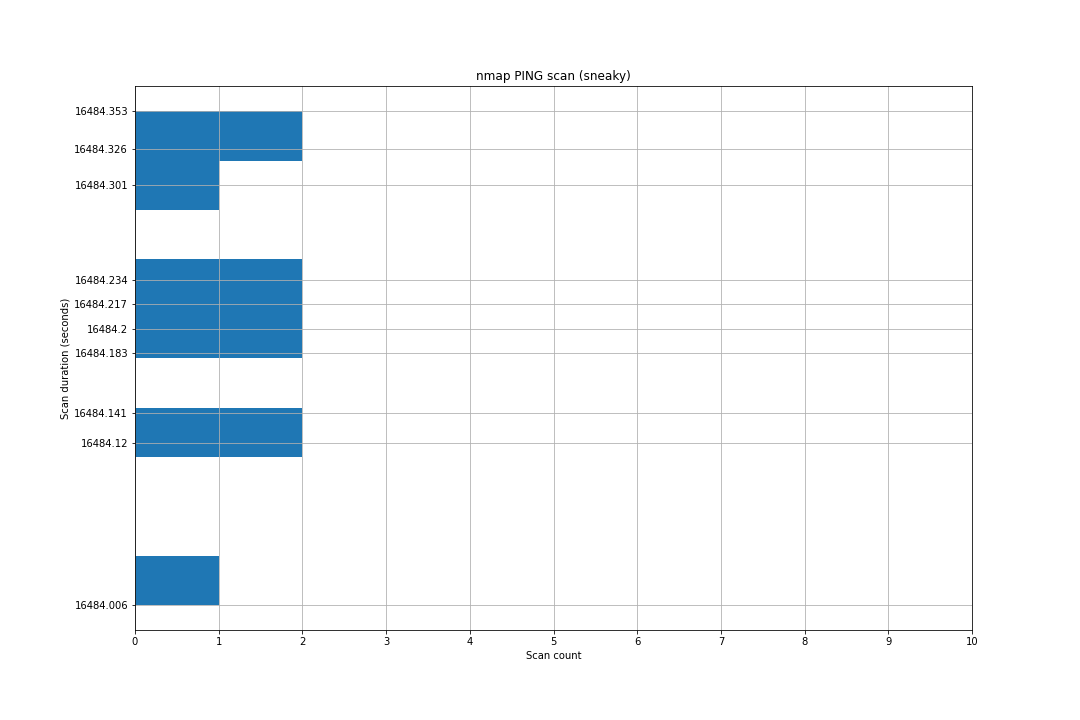 nmap PING scan (sneaky)
16484.353
16484.326
16484.301
16484.234
16484.217
16484.2
16484.183
16484.141
16484.12
16484.006
Scan duration (seconds)
0 1 2 3 4 5 6 7 8 9 10
Scan count